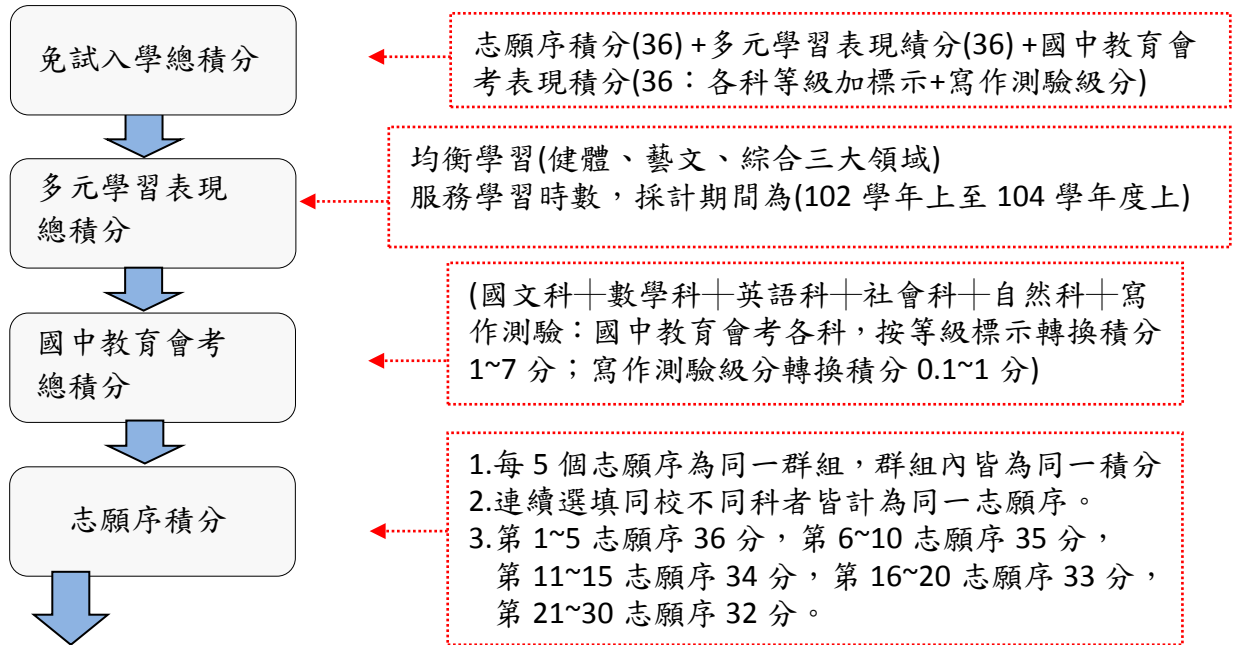 免試入學總積分
志願序積分(36) +多元學習表現績分(36) +國中教育會
考表現積分(36：各科等級加標示+寫作測驗級分)
多元學習表現
總積分
均衡學習(健體、藝文、綜合三大領域)
服務學習時數，採計期間為(102 學年上至 104 學年度上)
國中教育會考
總積分
(國文科＋數學科＋英語科＋社會科＋自然科＋寫
作測驗：國中教育會考各科，按等級標示轉換積分
1~7 分；寫作測驗級分轉換積分 0.1~1 分)
志願序積分
1.每 5 個志願序為同一群組，群組內皆為同一積分
2.連續選填同校不同科者皆計為同一志願序。
3.第 1~5 志願序 36 分，第 6~10 志願序 35 分，
第 11~15 志願序 34 分，第 16~20 志願序 33 分，
第 21~30 志願序 32 分。